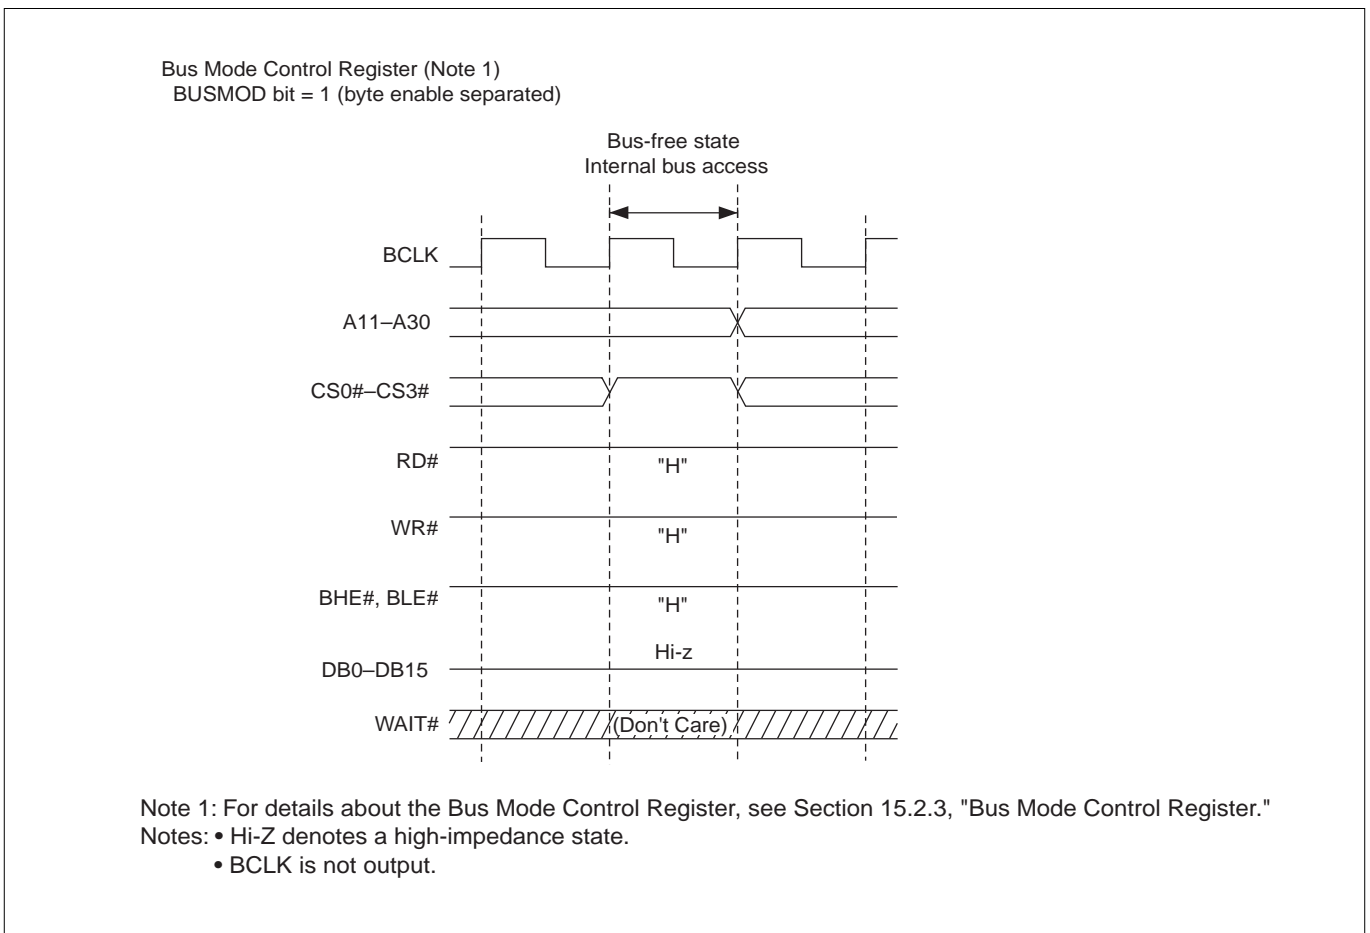 Bus Mode Control Register (Note 1)
BUSMOD bit = 1 (byte enable separated)
Bus-free state
Internal bus access
BCLK
A11–A30
CS0#–CS3#
RD#
"H"
WR#
"H"
BHE#, BLE#
"H"
Hi-z
DB0–DB15
WAIT#
(Don't Care)
Note 1: For details about the Bus Mode Control Register, see Section 15.2.3, "Bus Mode Control Register."
Notes: • Hi-Z denotes a high-impedance state.
• BCLK is not output.